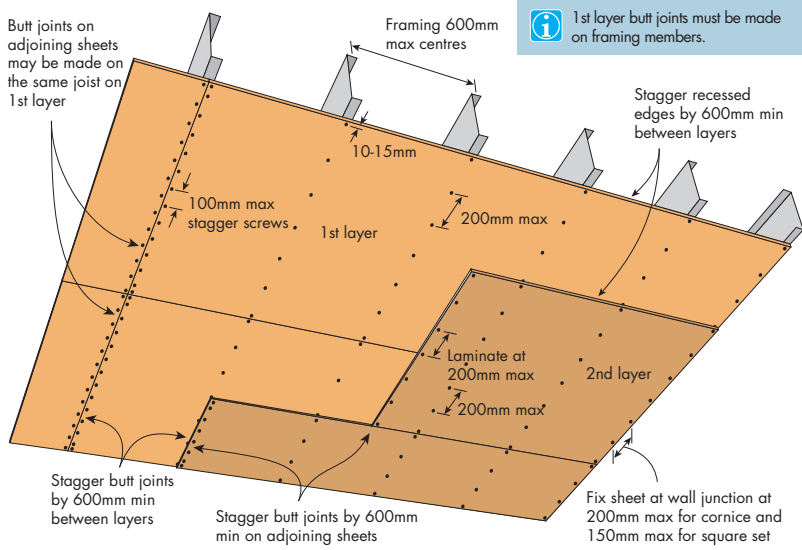 Butt joints on
adjoining sheets
may be made on
the same joist on
1st layer
Framing 600mm
max centres
1st layer butt joints must be made
on framing members.
Stagger recessed
edges by 600mm min
between layers
10-15mm
100mm max
stagger screws
200mm max
1st layer
Laminate at
200mm max
2nd layer
200mm max
Stagger butt joints
by 600mm min
between layers
Stagger butt joints by 600mm
min on adjoining sheets
Fix sheet at wall junction at
200mm max for cornice and
150mm max for square set